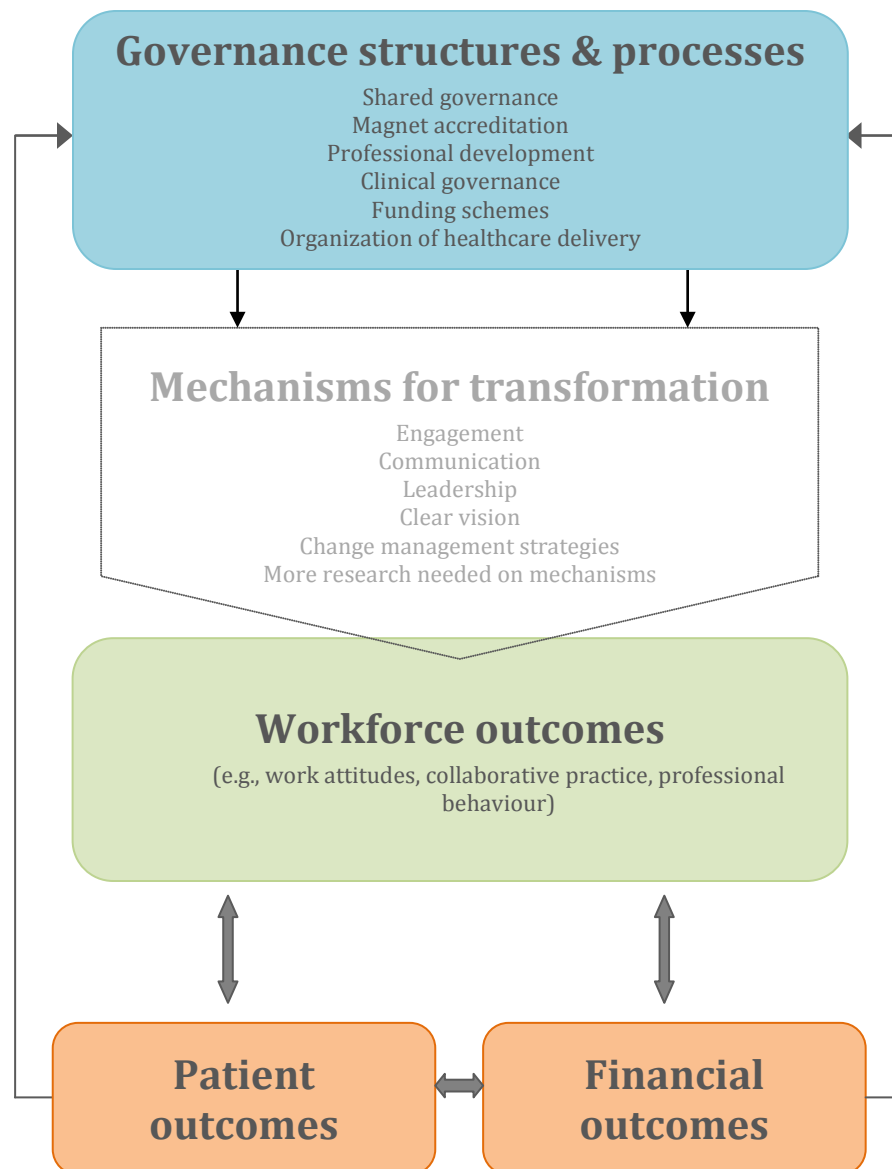 Governance structures & processes
Shared governance
Magnet accreditation
Professional development
Clinical governance
Funding schemes
Organization of healthcare delivery
Mechanisms for transformation
Engagement
Communication
Leadership
Clear vision
Change management strategies
More research needed on mechanisms
Workforce outcomes
(e.g., work attitudes, collaborative practice, professional
behaviour)
Patient
outcomes
Financial
outcomes